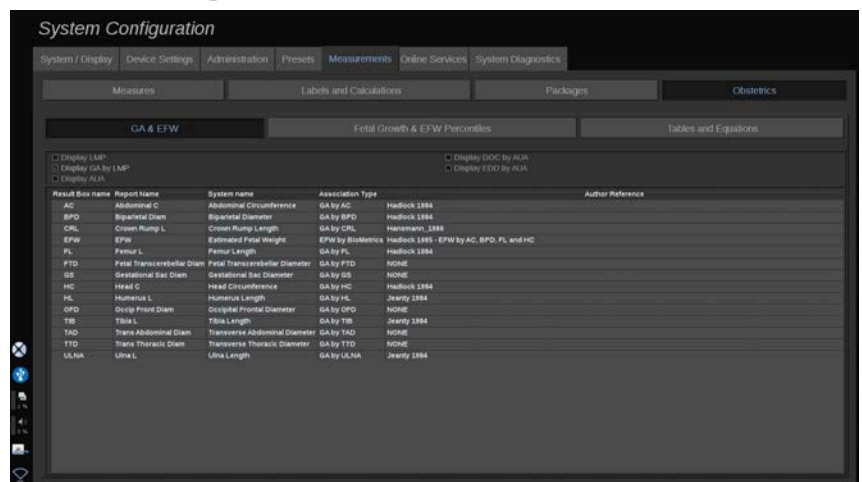 System Configuration
System / Display Device Settings Administration Presets Measurements Online Services System Diagnostics
Measures Labels and Calculations Packages Obstetrics
GA & EFW Fetal Growth & EFW Percentiles Tables and Equations
Display LMP Display DOC by AUA
Display GA by LMP Display EDD by AUA
Display AUA
Result Box name Report Name System name Association Type Author Reference
AC Abdominal C Abdominal Circumference GA by AC Hadlock 1984
BPD Biparietal Diam Biparietal Diameter GA by BPD Hadlock 1984
CRL Crown Rump L Crown Rump Length GA by CRL Hansmann_1986
EFW EFW Estimated Fetal Weight EFW by BioMetrics Hadlock 1985 - EFW by AC, BPD, FL and HC
FL Femur L Femur Length GA by FL Hadlock 1984
FTD Fetal Transcerebellar Diam Fetal Transcerebellar Diameter GA by FTD NONE
GS Gestational Sac Diam Gestational Sac Diameter GA by GS NONE
HC Head C Head Circumference GA by HC Hadlock 1984
HL Humerus L Humerus Length GA by HL Jeanty 1984
OFD Occip Front Diam Occipital Frontal Diameter GA by OFD NONE
TIB Tibia L Tibia Length GA by TIB Jeanty 1984
TAD Trans Abdominal Diam Transverse Abdominal Diameter GA by TAD NONE
TTD Trans Thoracic Diam Transverse Thoracic Diameter GA by TTD NONE
ULNA Ulna L Ulna Length GA by ULNA Jeanty 1984